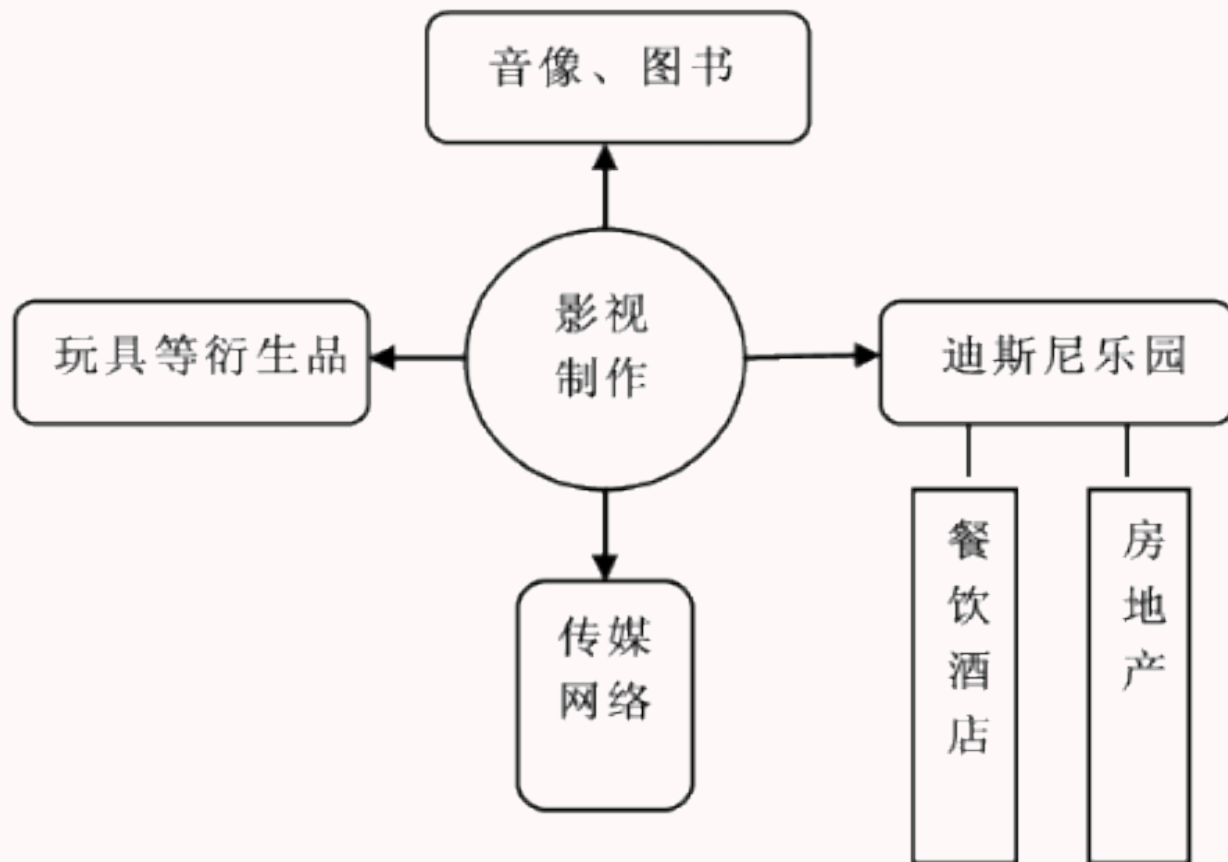 音像、图书
影视
制作
玩具等衍生品
迪斯尼乐园
传媒
网络
餐饮酒店
房地产